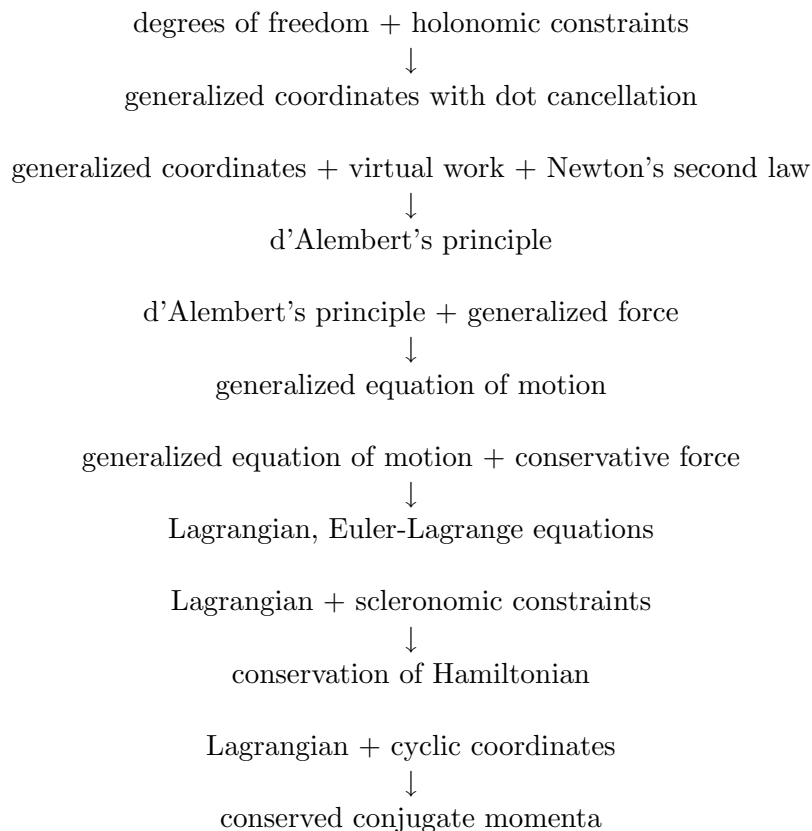 degrees of freedom + holonomic constraints
↓
generalized coordinates with dot cancellation
generalized coordinates + virtual work + Newton's second law
↓
d'Alembert's principle
d'Alembert's principle + generalized force
↓
generalized equation of motion
generalized equation of motion + conservative force
↓
Lagrangian, Euler-Lagrange equations
Lagrangian + scleronomic constraints
↓
conservation of Hamiltonian
Lagrangian + cyclic coordinates
↓
conserved conjugate momenta